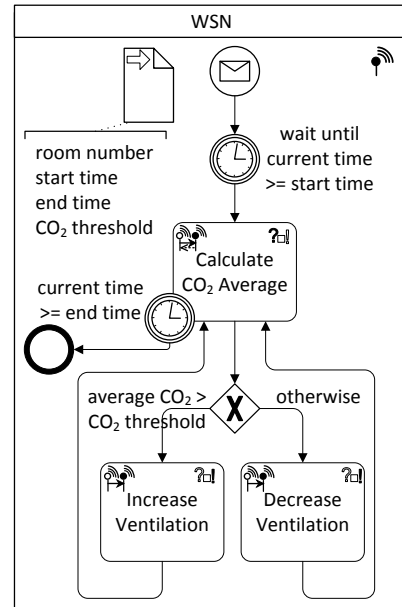 WSN
wait until
current time
>= start time
room number
start time
end time
CO₂ threshold
Calculate
CO₂ Average
current time
>= end time
average CO₂ >
CO₂ threshold
X
otherwise
Increase
Ventilation
Decrease
Ventilation